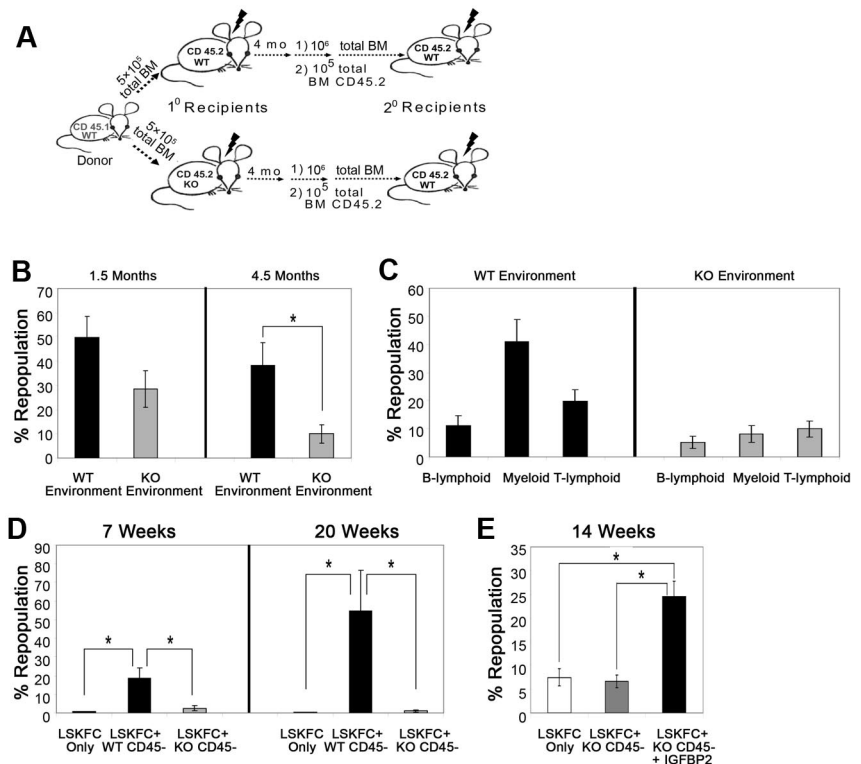 A
CD 45.1
WT
Donor
5×10⁵
total BM
5×10⁵
total BM
CD 45.2
WT
4 mo 1) 10⁶ total BM
2) 10⁵ total
BM CD45.2
CD 45.2
WT
1⁰ Recipients 2⁰ Recipients
CD 45.2
KO
4 mo 1) 10⁶ total BM
2) 10⁵ total
BM CD45.2
CD 45.2
WT
B
1.5 Months 4.5 Months
% Repopulation
70
60
50
40
30
20
10
0
*
WT Environment
KO Environment
WT Environment
KO Environment
C
WT Environment KO Environment
% Repopulation
60
50
40
30
20
10
0
B-lymphoid Myeloid T-lymphoid B-lymphoid Myeloid T-lymphoid
D
7 Weeks 20 Weeks
% Repopulation
90
80
70
60
50
40
30
20
10
0
* * * *
LSKFC Only
LSKFC+ WT CD45-
LSKFC+ KO CD45-
LSKFC Only
LSKFC+ WT CD45-
LSKFC+ KO CD45-
E
14 Weeks
% Repopulation
35
30
25
20
15
10
5
0
*
*
LSKFC Only
LSKFC+ KO CD45-
LSKFC+ KO CD45- + IGFBP2